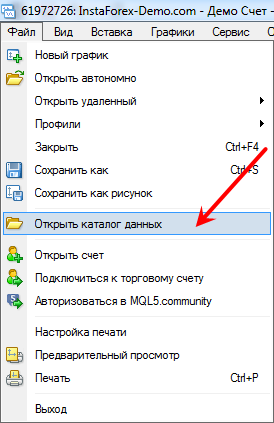 61972726: InstaForex-Demo.com - Демо Счет -
Файл Вид Вставка Графики Сервис
Новый график
Открыть автономно
Открыть удаленный
Профили
Закрыть Ctrl+F4
Сохранить как Ctrl+S
Сохранить как рисунок
Открыть каталог данных
Открыть счет
Подключиться к торговому счету
Авторизоваться в MQL5.community
Настройка печати
Предварительный просмотр
Печать Ctrl+P
Выход